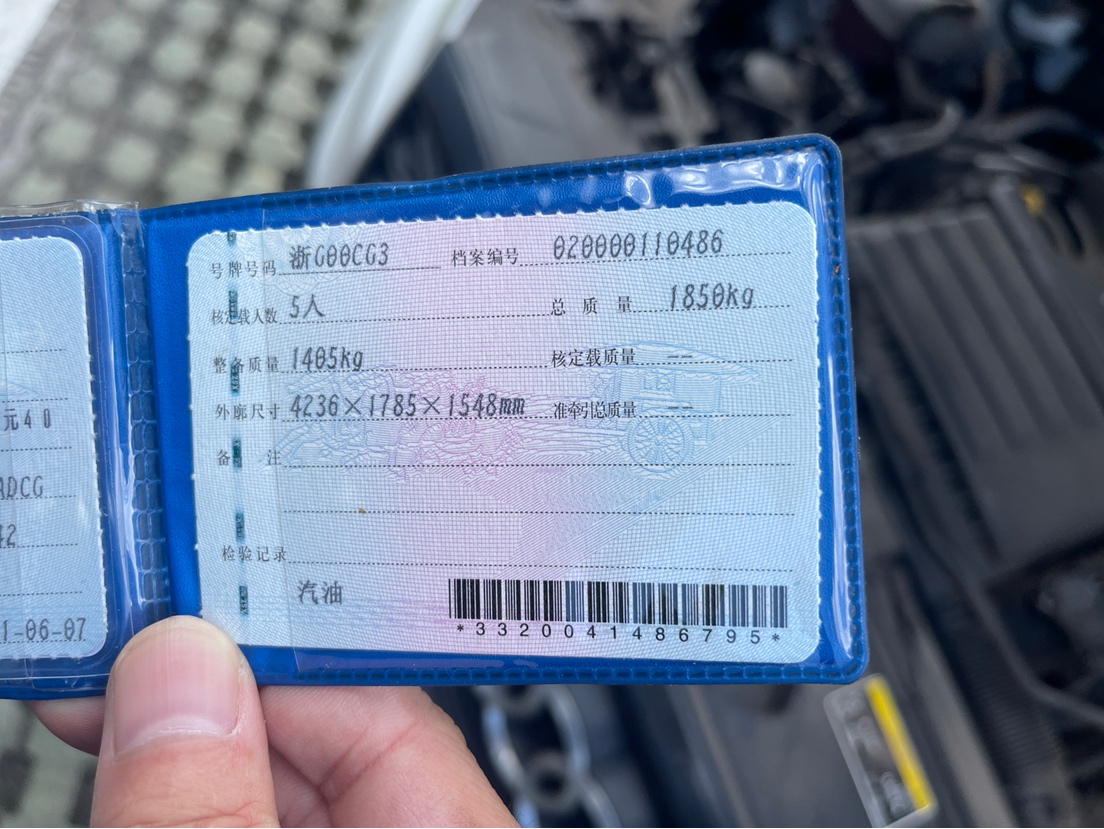 元40
ADCG
42
1-06-07
号牌号码 浙G00CG3 档案编号 020000110486
核定载人数 5人 总质量 1850kg
整备质量 1405kg 核定载质量 --
外廓尺寸 4236×1785×1548mm 准牵引总质量 --
备注
检验记录
汽油
*3320041486795*